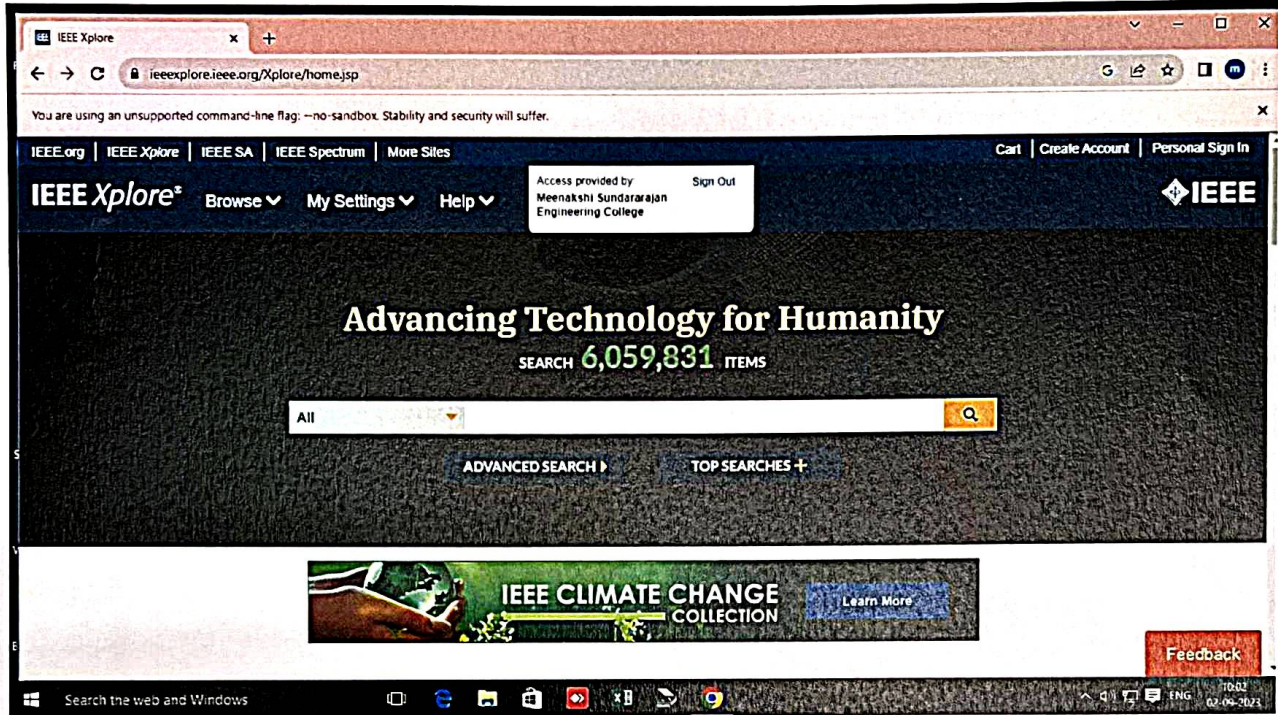 IEEE Xplore
ieeexplore.ieee.org/Xplore/home.jsp
G
m
You are using an unsupported command-line flag: --no-sandbox. Stability and security will suffer.
IEEE.org | IEEE Xplore | IEEE SA | IEEE Spectrum | More Sites
Cart | Create Account | Personal Sign In
IEEE Xplore®
Browse
My Settings
Help
Access provided by
Meenakshi Sundararajan
Engineering College
Sign Out
IEEE
Advancing Technology for Humanity
SEARCH 6,059,831 ITEMS
All
ADVANCED SEARCH
TOP SEARCHES +
IEEE CLIMATE CHANGE
COLLECTION
Learn More
Feedback
Search the web and Windows
ENG
10:02
02-09-2023